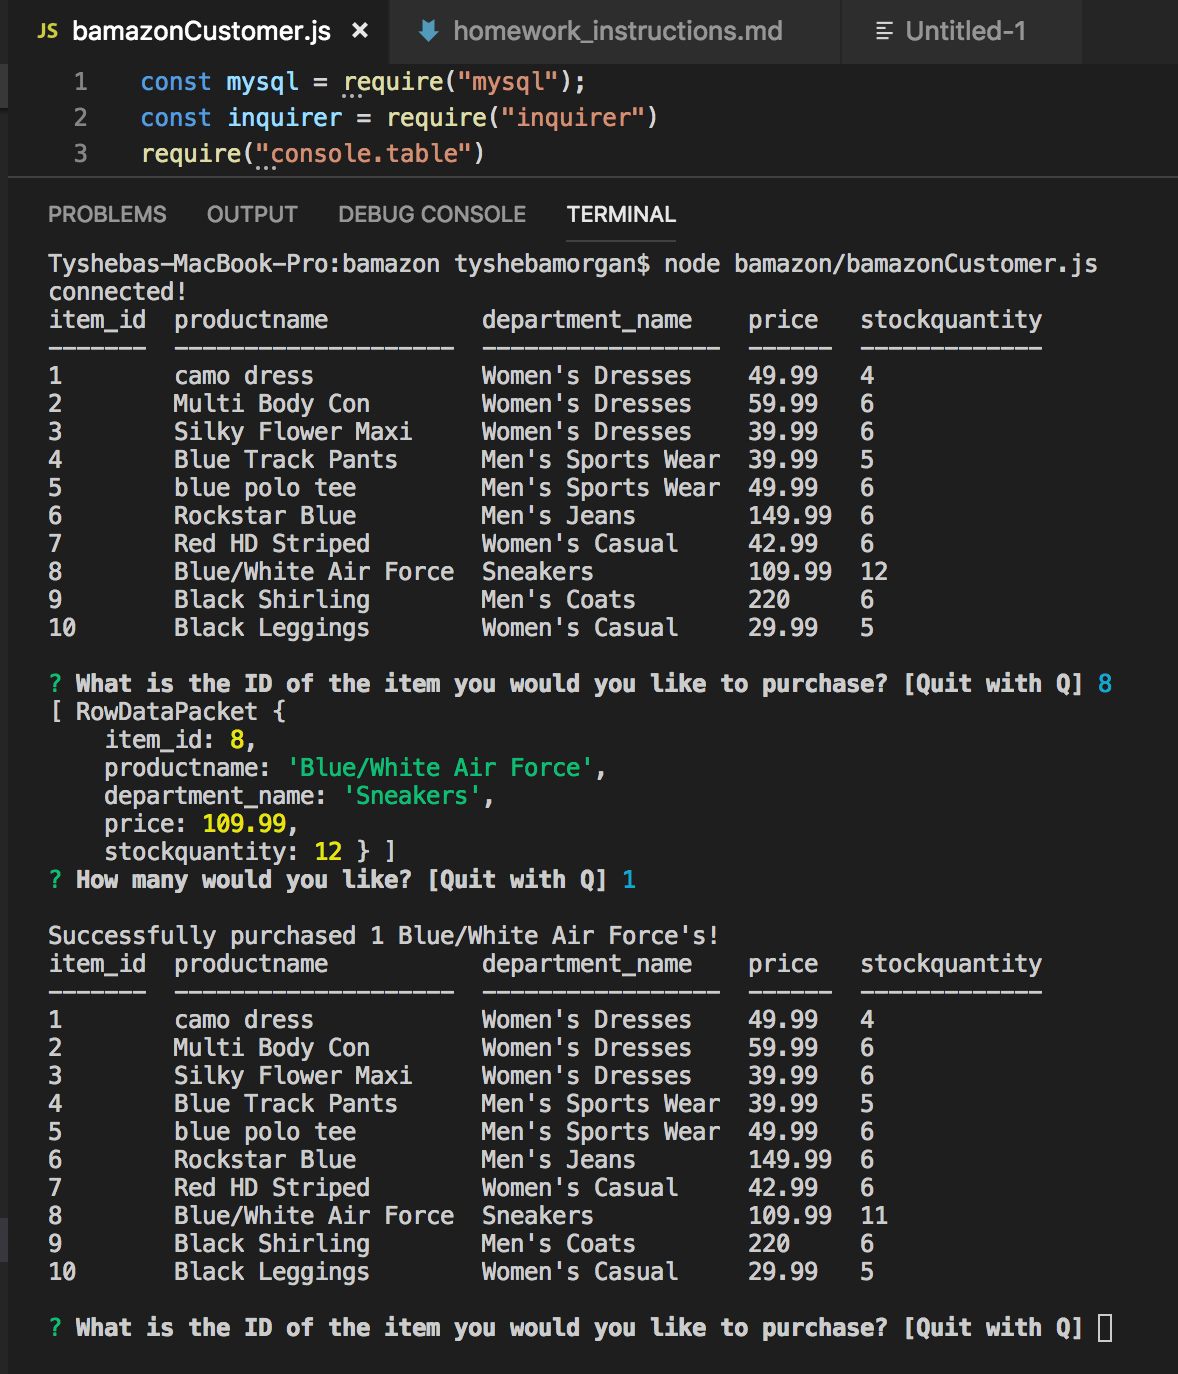 JS bamazonCustomer.js × homework_instructions.md Untitled-1
1 const mysql = require("mysql");
2 const inquirer = require("inquirer")
3 require("console.table")
PROBLEMS OUTPUT DEBUG CONSOLE TERMINAL
Tyshebas-MacBook-Pro:bamazon tyshebamorgan$ node bamazon/bamazonCustomer.js
connected!
item_id  productname           department_name    price   stockquantity
-------  --------------------  -----------------  ------  -------------
1        camo dress            Women's Dresses    49.99   4
2        Multi Body Con        Women's Dresses    59.99   6
3        Silky Flower Maxi     Women's Dresses    39.99   6
4        Blue Track Pants      Men's Sports Wear  39.99   5
5        blue polo tee         Men's Sports Wear  49.99   6
6        Rockstar Blue         Men's Jeans        149.99  6
7        Red HD Striped        Women's Casual     42.99   6
8        Blue/White Air Force  Sneakers           109.99  12
9        Black Shirling        Men's Coats        220     6
10       Black Leggings        Women's Casual     29.99   5
? What is the ID of the item you would you like to purchase? [Quit with Q] 8
[ RowDataPacket {
    item_id: 8,
    productname: 'Blue/White Air Force',
    department_name: 'Sneakers',
    price: 109.99,
    stockquantity: 12 } ]
? How many would you like? [Quit with Q] 1
Successfully purchased 1 Blue/White Air Force's!
item_id  productname           department_name    price   stockquantity
-------  --------------------  -----------------  ------  -------------
1        camo dress            Women's Dresses    49.99   4
2        Multi Body Con        Women's Dresses    59.99   6
3        Silky Flower Maxi     Women's Dresses    39.99   6
4        Blue Track Pants      Men's Sports Wear  39.99   5
5        blue polo tee         Men's Sports Wear  49.99   6
6        Rockstar Blue         Men's Jeans        149.99  6
7        Red HD Striped        Women's Casual     42.99   6
8        Blue/White Air Force  Sneakers           109.99  11
9        Black Shirling        Men's Coats        220     6
10       Black Leggings        Women's Casual     29.99   5
? What is the ID of the item you would you like to purchase? [Quit with Q]